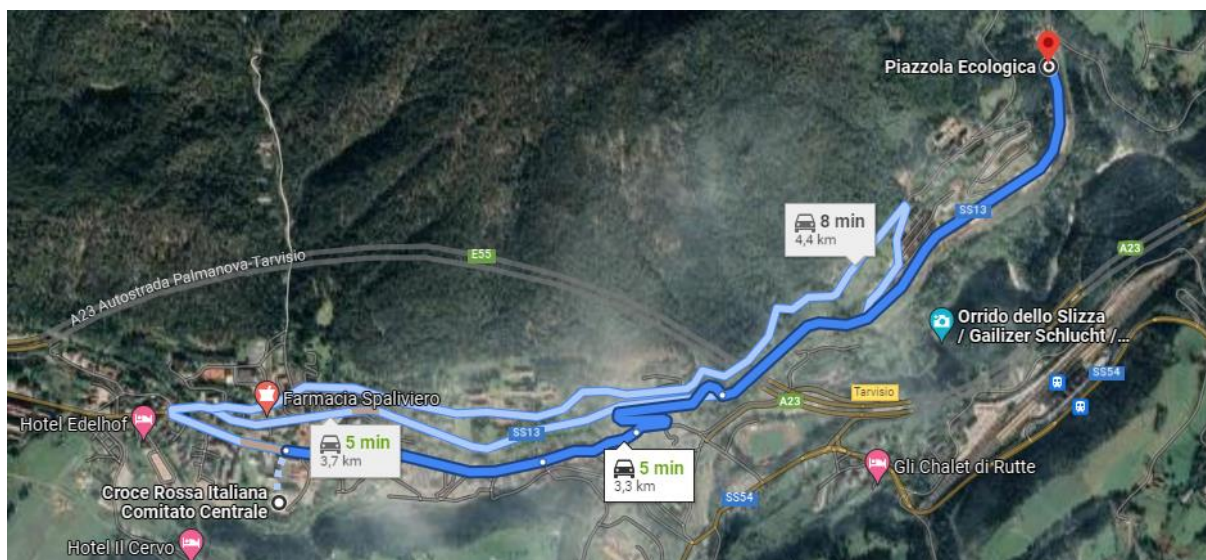 Piazzola Ecologica
8 min
4,4 km
SS13
A23
E55
A23 Autostrada Palmanova-Tarvisio
Orrido dello Slizza
/ Gailizer Schlucht /...
SS54
Tarvisio
A23
Farmacia Spaliviero
Hotel Edelhof
SS13
5 min
3,7 km
5 min
3,3 km
Gli Chalet di Rutte
SS54
Croce Rossa Italiana
Comitato Centrale
Hotel Il Cervo